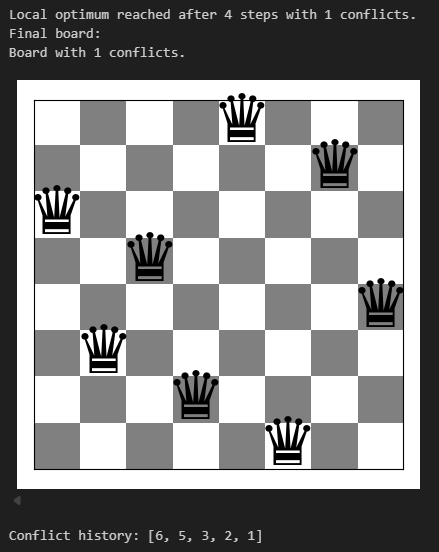 Local optimum reached after 4 steps with 1 conflicts.
Final board:
Board with 1 conflicts.
Conflict history: [6, 5, 3, 2, 1]